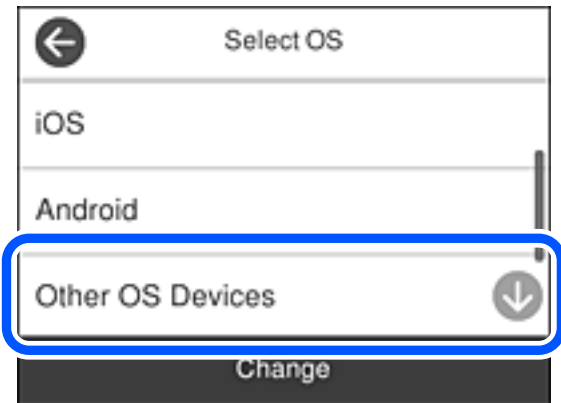 Select OS
iOS
Android
Other OS Devices
Change